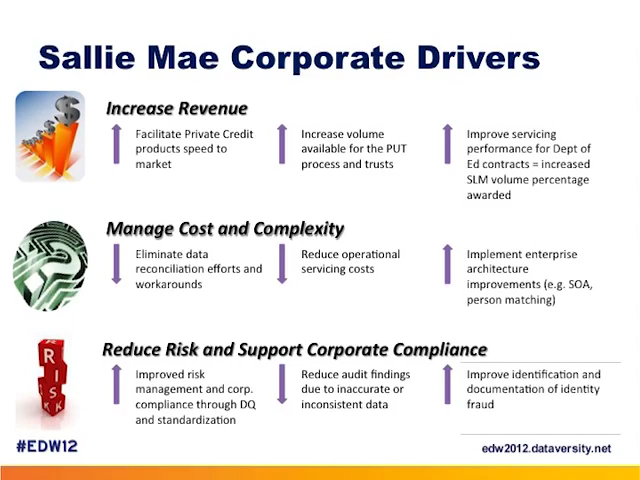 Sallie Mae Corporate Drivers
Increase Revenue
Facilitate Private Credit
products speed to
market
Increase volume
available for the PUT
process and trusts
Improve servicing
performance for Dept of
Ed contracts = increased
SLM volume percentage
awarded
Manage Cost and Complexity
Eliminate data
reconciliation efforts and
workarounds
Reduce operational
servicing costs
Implement enterprise
architecture
improvements (e.g. SOA,
person matching)
Reduce Risk and Support Corporate Compliance
Improved risk
management and corp.
compliance through DQ
and standardization
Reduce audit findings
due to inaccurate or
inconsistent data
Improve identification and
documentation of identity
fraud
R
I
S
K
#EDW12
edw2012.dataversity.net